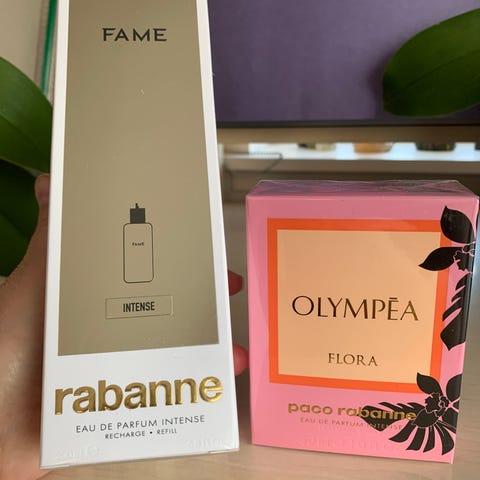 FAME
FAME
INTENSE
rabanne
EAU DE PARFUM INTENSE
RECHARGE • REFILL
OLYMPĒA
FLORA
paco rabanne
EAU DE PARFUM INTENSE